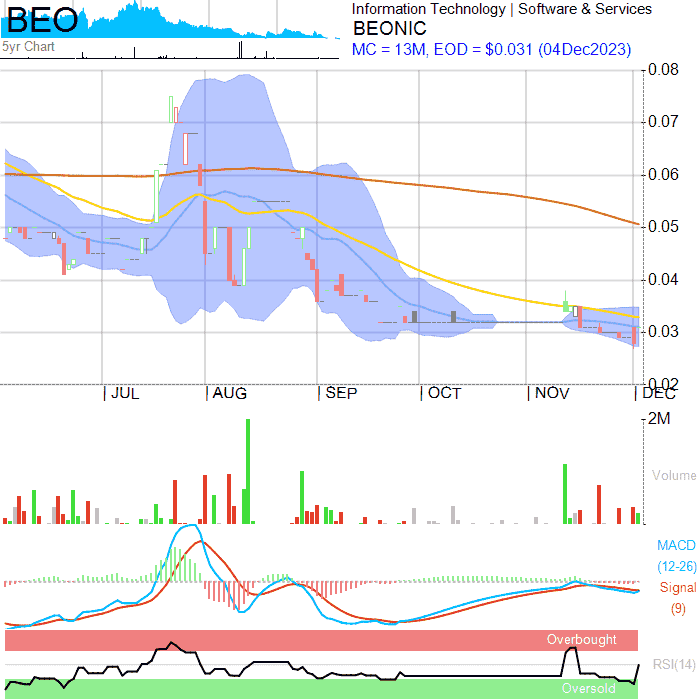 BEO
Information Technology | Software & Services
BEONIC
5yr Chart
MC = 13M, EOD = $0.031 (04Dec2023)
0.08
0.07
0.06
0.05
0.04
0.03
0.02
JUL AUG SEP OCT NOV DEC
2M
Volume
MACD
(12-26)
Signal
(9)
Overbought
RSI(14)
Oversold